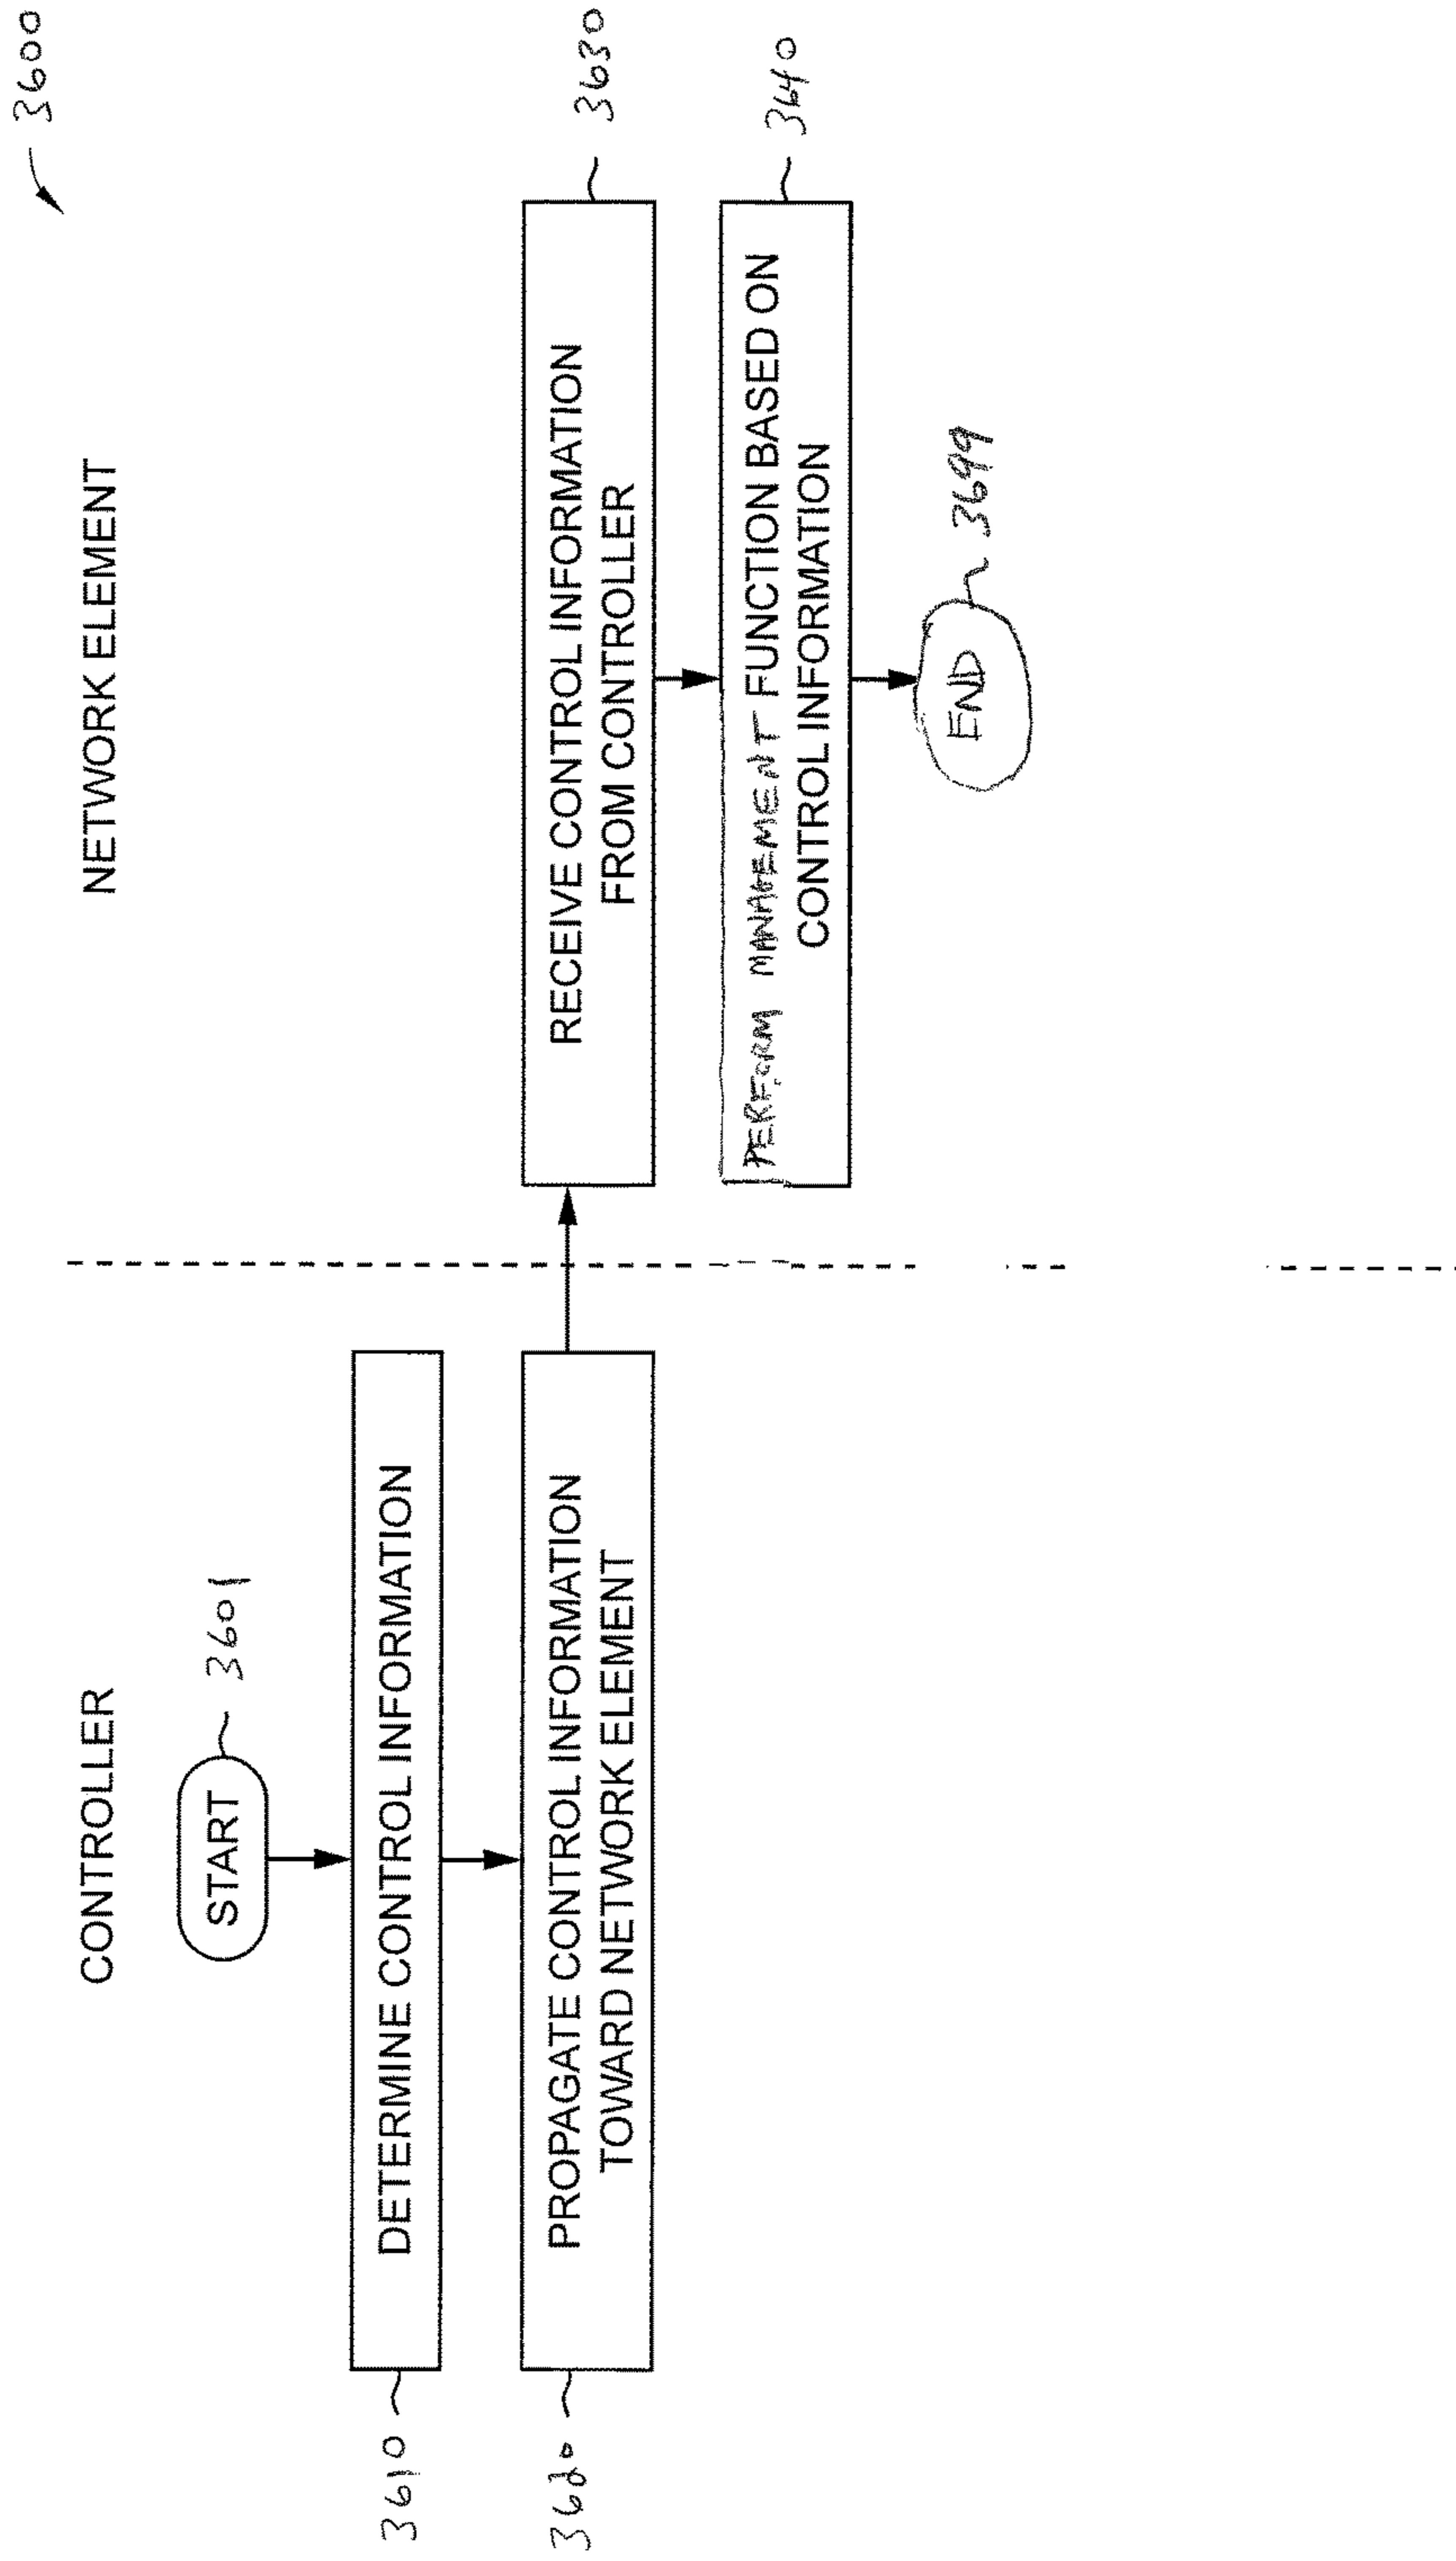 3600
CONTROLLER
NETWORK ELEMENT
START
3601
3610
DETERMINE CONTROL INFORMATION
3620
PROPAGATE CONTROL INFORMATION
TOWARD NETWORK ELEMENT
RECEIVE CONTROL INFORMATION
FROM CONTROLLER
3630
PERFORM MANAGEMENT FUNCTION BASED ON
CONTROL INFORMATION
3640
END
3699